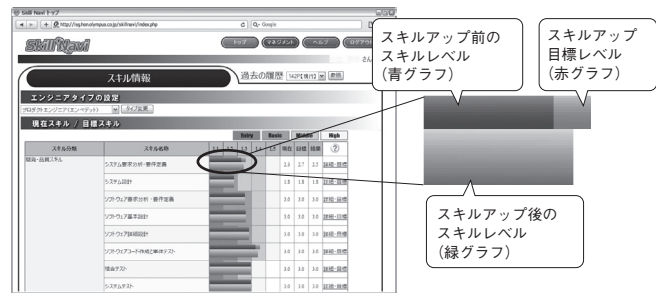 Skill Navi トップ
http://isg.hon.olympus.co.jp/skillnavi/index.php
Q- Google
Skill Navi
トップ
マネジメント
ヘルプ
さん
スキル情報
過去の履歴
エンジニアタイプの設定
プロダクトエンジニア(エンベデッド)
タイプ変更
現在スキル / 目標スキル
Entry Basic Middle High
スキル分類 スキル名称 現在 目標 結果 ?
開発・品質スキル
システム要求分析・要件定義 2.6 2.7 2.5 詳細・目標
システム設計 1.8 1.8 1.8 詳細・目標
ソフトウェア要求分析・要件定義 3.0 3.0 3.0 詳細・目標
ソフトウェア基本設計 3.0 3.0 3.0 詳細・目標
ソフトウェア詳細設計 3.0 3.0 3.0 詳細・目標
ソフトウェアコード作成と単体テスト 3.0 3.0 3.0 詳細・目標
結合テスト 3.0 3.0 3.0 詳細・目標
システムテスト 3.0 3.0 3.0 詳細・目標
スキルアップ前の
スキルレベル
(青グラフ)
スキルアップ
目標レベル
(赤グラフ)
スキルアップ後の
スキルレベル
(緑グラフ)